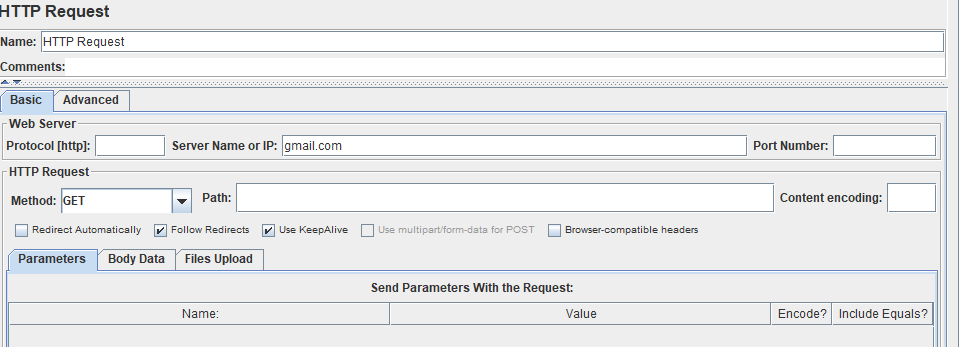 HTTP Request
Name: HTTP Request
Comments:
Basic Advanced
Web Server
Protocol [http]: Server Name or IP: gmail.com Port Number:
HTTP Request
Method: GET Path: Content encoding:
Redirect Automatically Follow Redirects Use KeepAlive Use multipart/form-data for POST Browser-compatible headers
Parameters Body Data Files Upload
Send Parameters With the Request:
Name: Value Encode? Include Equals?